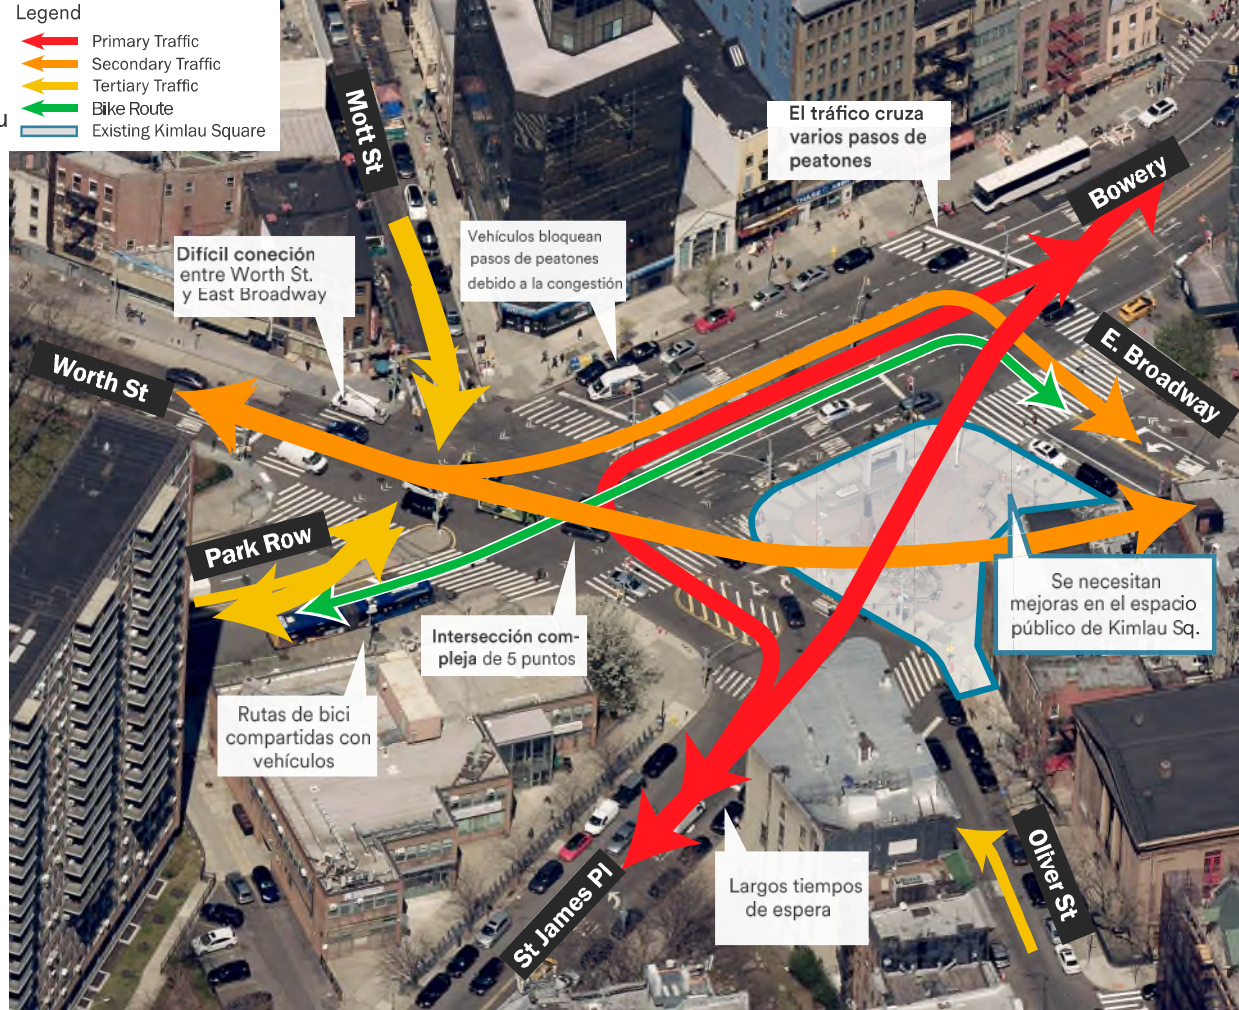 Legend
Primary Traffic
Secondary Traffic
Tertiary Traffic
Bike Route
Existing Kimlau Square
u
Mott St
El tráfico cruza
varios pasos de
peatones
Bowery
Difícil coneción
entre Worth St.
y East Broadway
Vehículos bloquean
pasos de peatones
debido a la congestión
E. Broadway
Worth St
Park Row
Se necesitan
mejoras en el espacio
público de Kimlau Sq.
Intersección com-
pleja de 5 puntos
Rutas de bici
compartidas con
vehículos
Largos tiempos
de espera
Oliver St
St James Pl